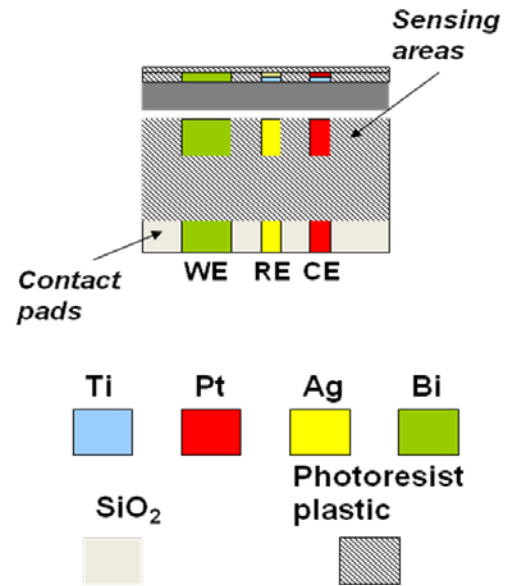 Sensing
areas
WE RE CE
Contact
pads
Ti Pt Ag Bi
Photoresist
SiO₂ plastic